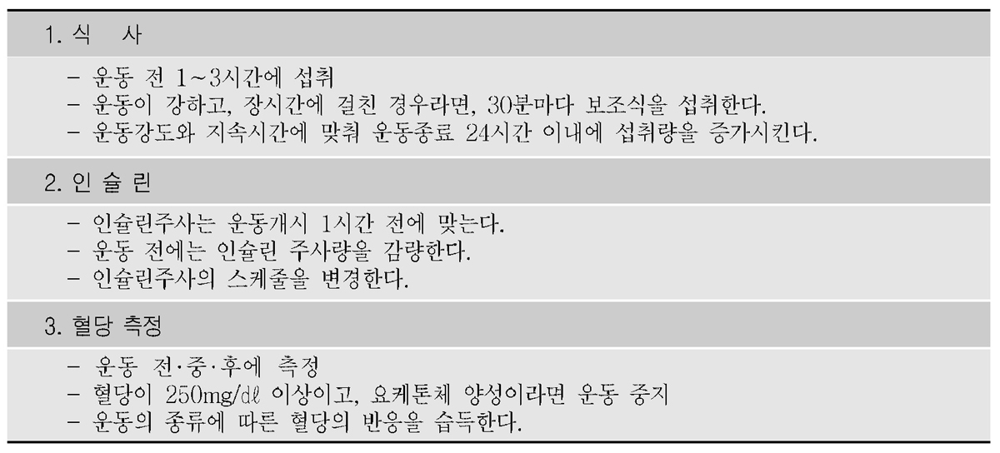 1. 식 사
- 운동 전 1~3시간에 섭취
- 운동이 강하고, 장시간에 걸친 경우라면, 30분마다 보조식을 섭취한다.
- 운동강도와 지속시간에 맞춰 운동종료 24시간 이내에 섭취량을 증가시킨다.
2. 인 슐 린
- 인슐린주사는 운동개시 1시간 전에 맞는다.
- 운동 전에는 인슐린 주사량을 감량한다.
- 인슐린주사의 스케줄을 변경한다.
3. 혈당 측정
- 운동 전·중·후에 측정
- 혈당이 250mg/dℓ 이상이고, 요케톤체 양성이라면 운동 중지
- 운동의 종류에 따른 혈당의 반응을 습득한다.